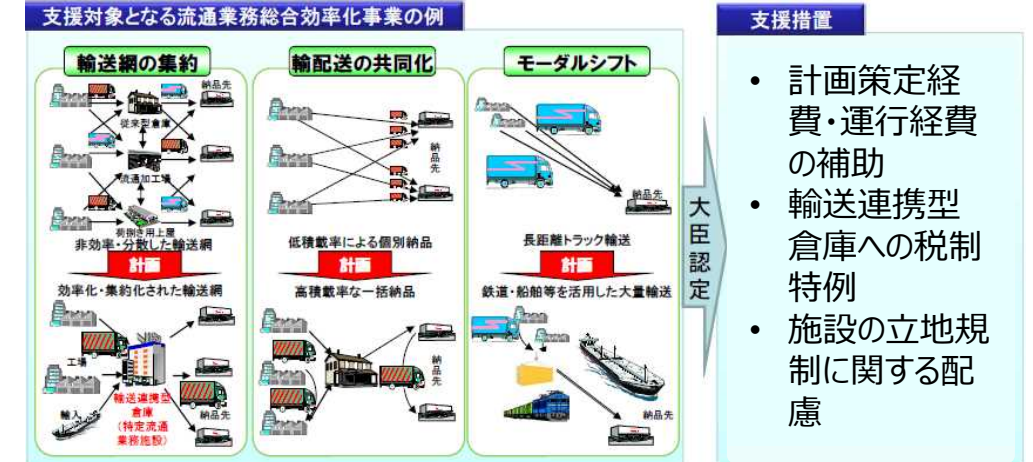 支援対象となる流通業務総合効率化事業の例
輸送網の集約
納品先
従来型倉庫
流通加工場
荷捌き用上屋
非効率・分散した輸送網
計画
効率化・集約化された輸送網
工場
輸入
輸送連携型
倉庫
(特定流通
業務施設)
納品先
輸配送の共同化
納品先
低積載率による個別納品
計画
高積載率な一括納品
納品先
モーダルシフト
納品先
長距離トラック輸送
計画
鉄道・船舶等を活用した大量輸送
納品先
大臣認定
支援措置
• 計画策定経
費・運行経費
の補助
• 輸送連携型
倉庫への税制
特例
• 施設の立地規
制に関する配
慮